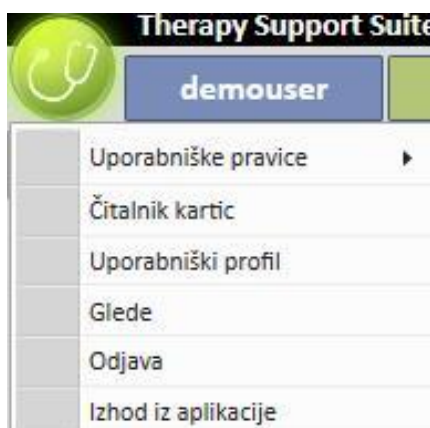 Therapy Support Suite
demouser
Uporabniške pravice
Čitalnik kartic
Uporabniški profil
Glede
Odjava
Izhod iz aplikacije